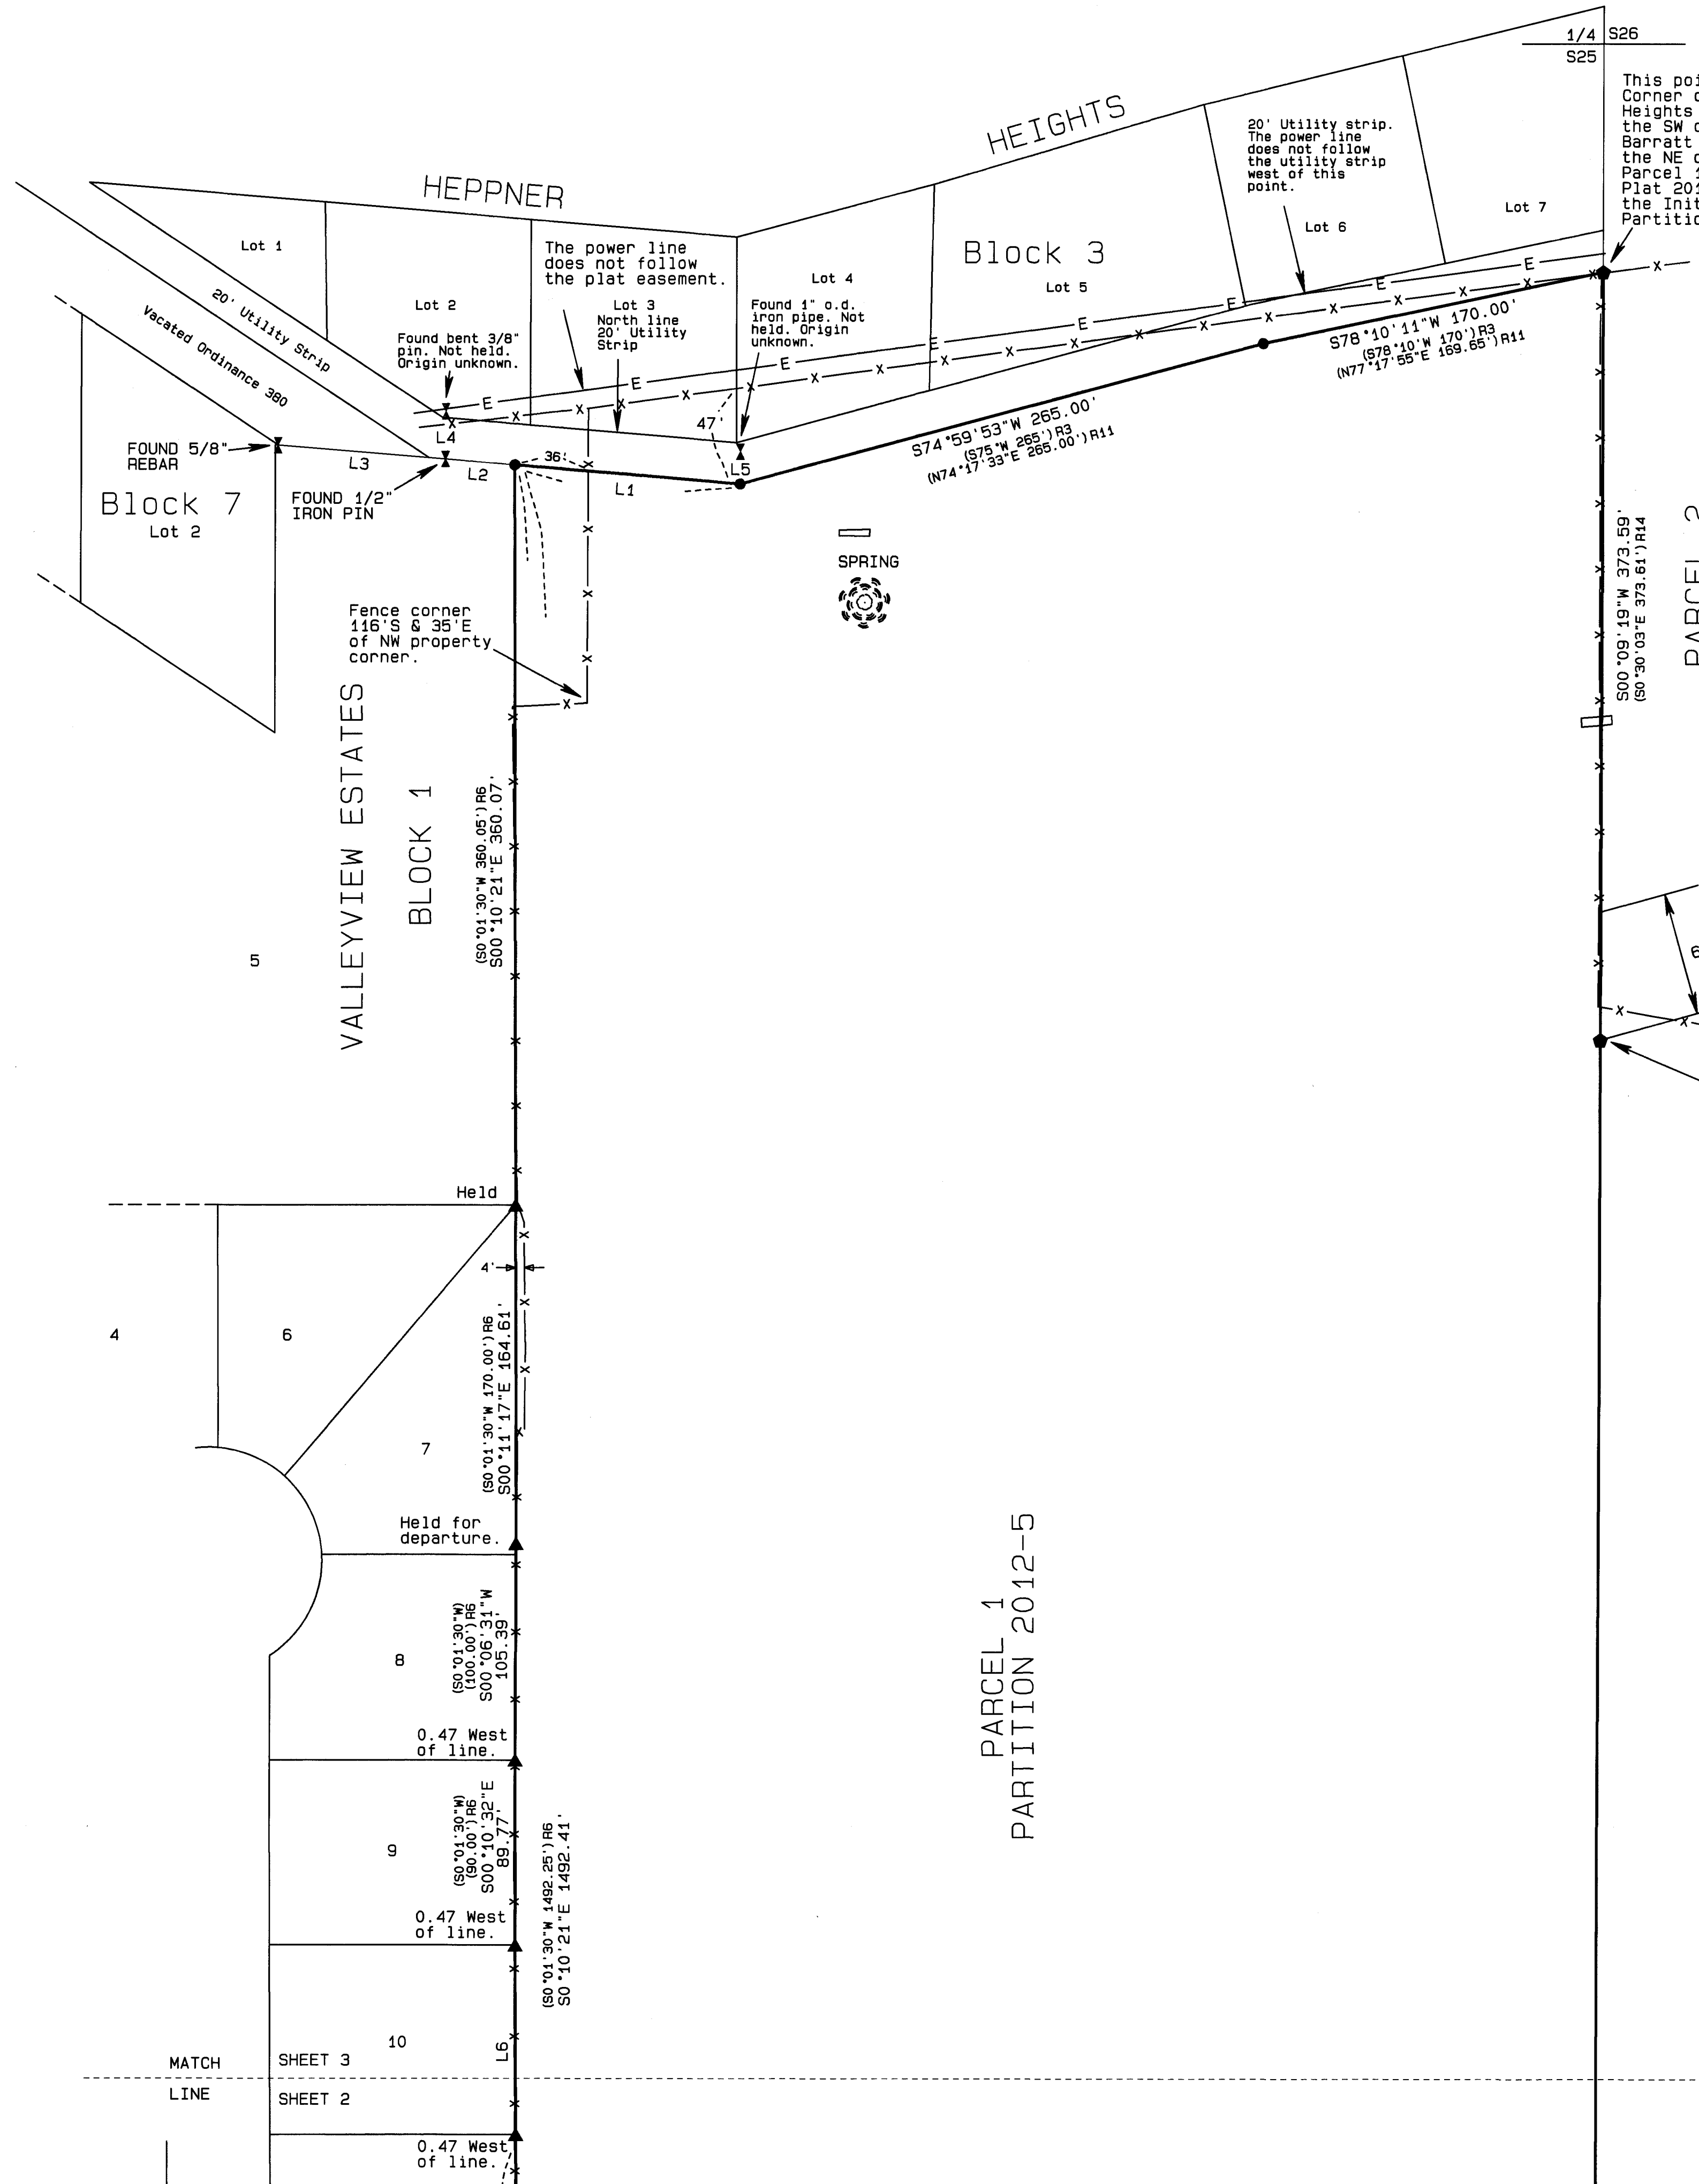 1/4 S26
S25
This poi
Corner o
Heights
the SW o
Barratt
the NE o
Parcel 1
Plat 201
the Init
Partitio
HEPPNER
HEIGHTS
20' Utility strip.
The power line
does not follow
the utility strip
west of this
point.
Lot 1
Lot 2
The power line
does not follow
the plat easement.
Lot 3
North line
20' Utility
Strip
Lot 4
Found 1" o.d.
iron pipe. Not
held. Origin
unknown.
Block 3
Lot 5
Lot 6
Lot 7
Found bent 3/8"
pin. Not held.
Origin unknown.
20' Utility Strip
Vacated Ordinance 380
E
E
E
E
E
E
E
FOUND 5/8"
REBAR
Block 7
Lot 2
FOUND 1/2"
IRON PIN
L3
L4
L2
36'
L1
47'
L5
S74°59'53"W 265.00'
(S75°W 265')R3
(N74°17'33"E 265.00')R11
S78°10'11"W 170.00'
(S78°10'W 170')R3
(N77°17'55"E 169.65')R11
SPRING
Fence corner
116'S & 35'E
of NW property
corner.
S00°09'19"W 373.59'
(S0°30'03"E 373.61')R14
PARCEL 2
6
VALLEYVIEW ESTATES
BLOCK 1
(S0°01'30"W 360.05')R6
S00°10'21"E 360.07'
5
Held
4'
4
6
7
(S0°01'30"W 170.00')R6
S00°11'17"E 164.61'
Held for
departure.
8
(S0°01'30"W)
(100.00')R6
S00°06'31"W
105.39'
0.47 West
of line.
9
(S0°01'30"W)
(90.00')R6
S00°10'32"E
89.77'
0.47 West
of line.
(S0°01'30"W 1492.25')R6
S0°10'21"E 1492.41'
PARCEL 1
PARTITION 2012-5
10
L6
MATCH SHEET 3
LINE SHEET 2
0.47 West
of line.